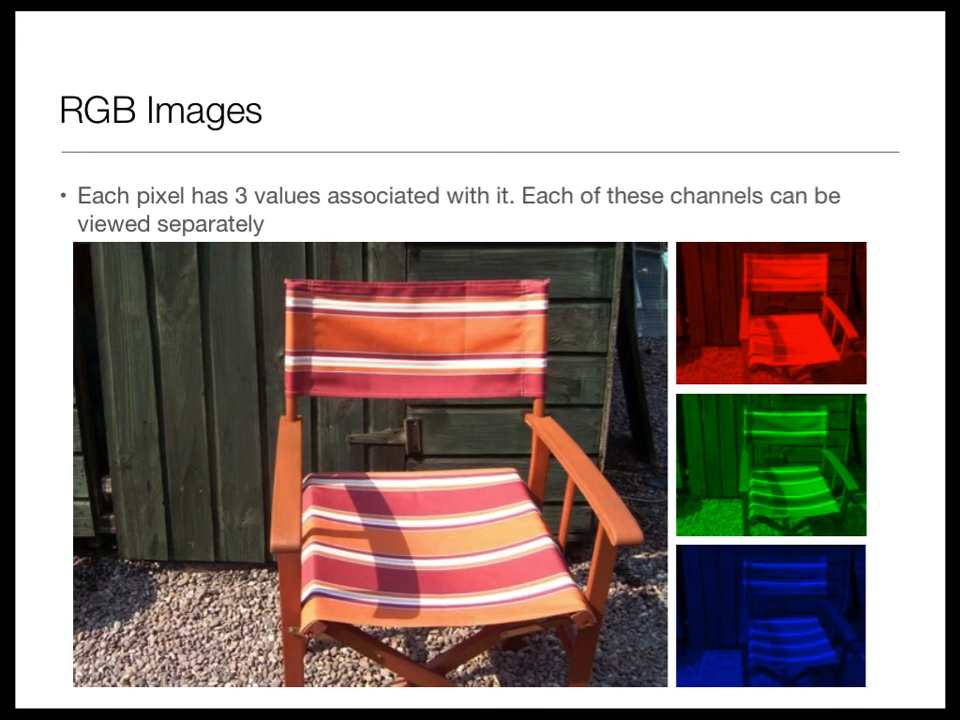 RGB Images
• Each pixel has 3 values associated with it. Each of these channels can be
viewed separately